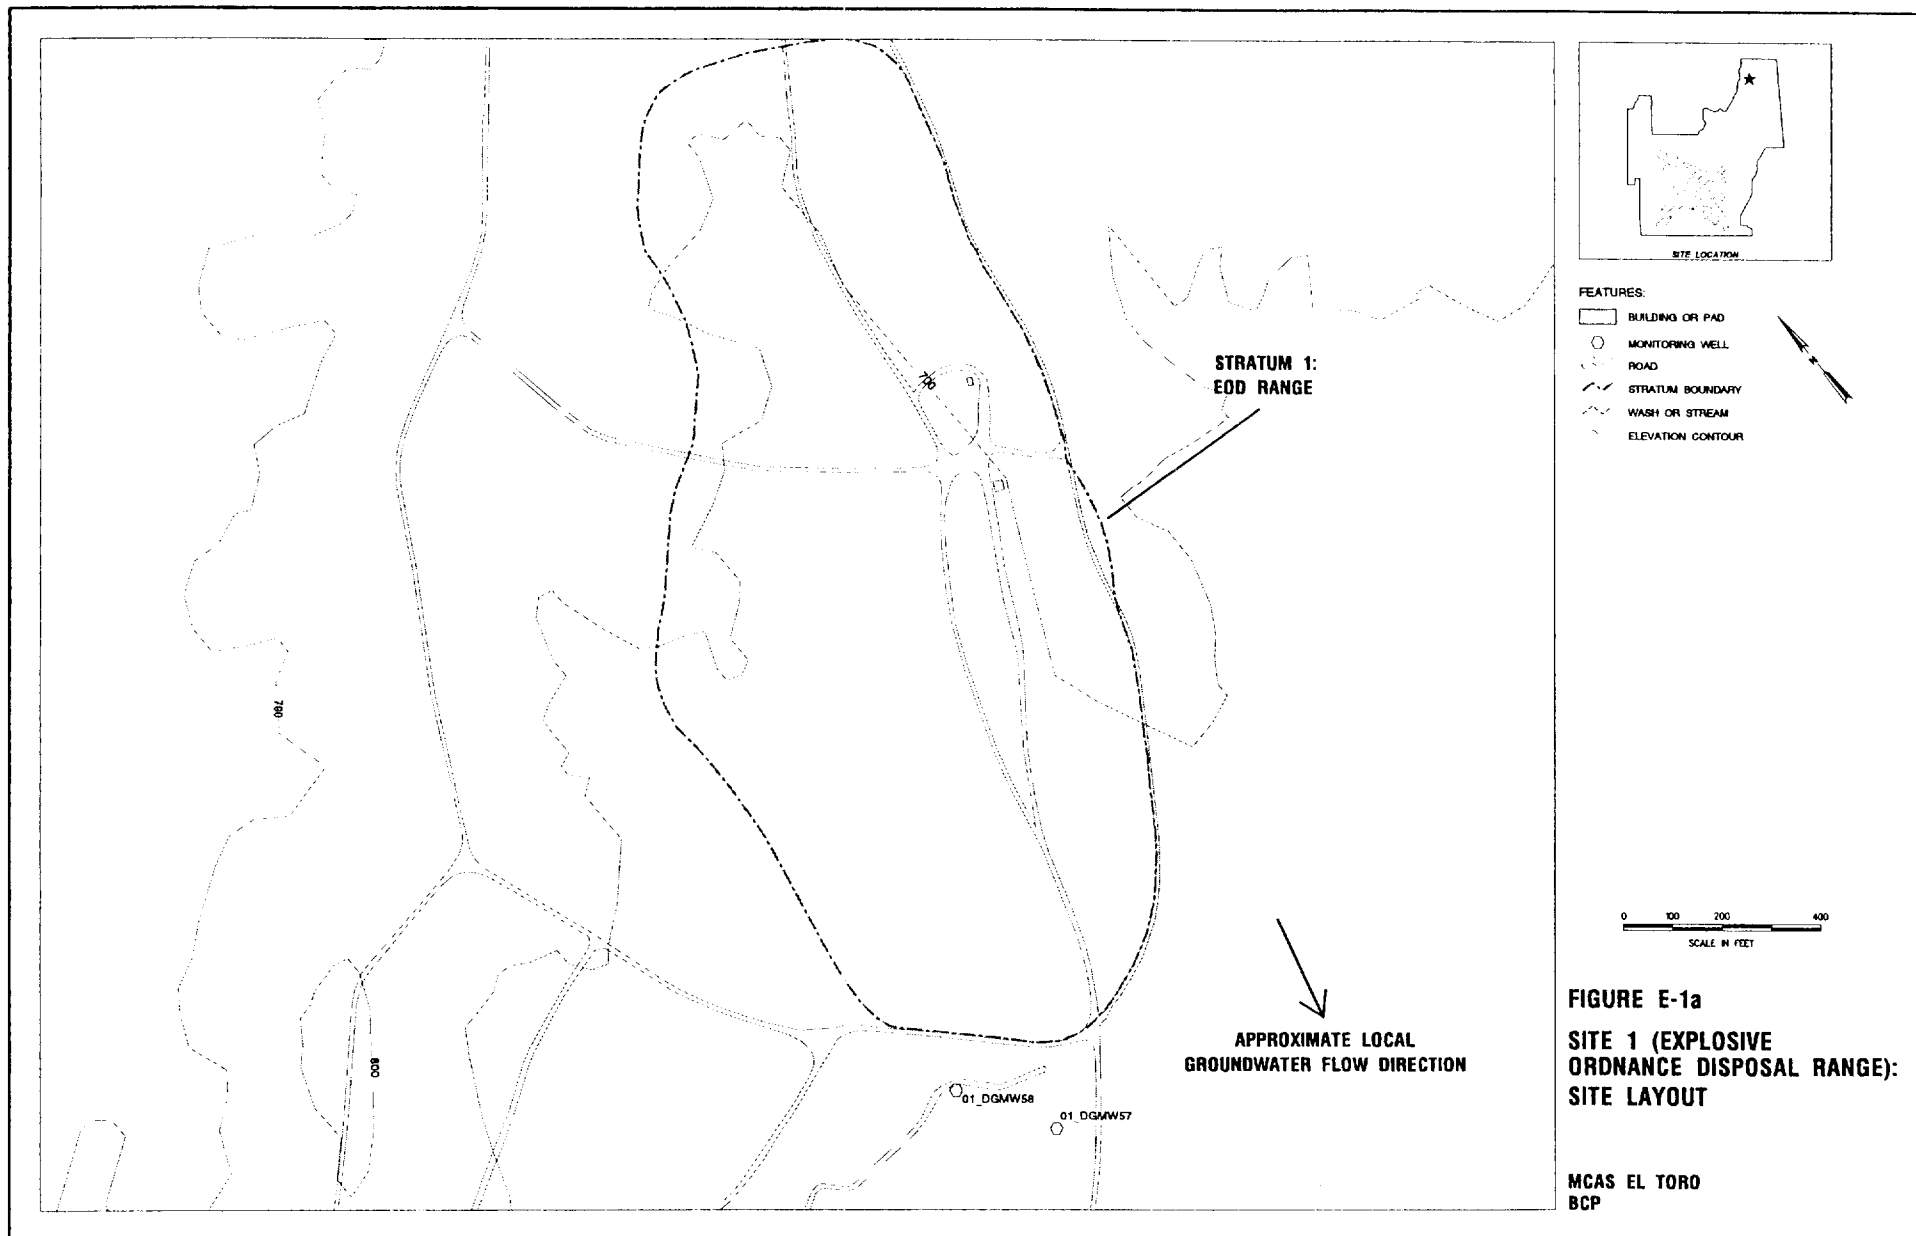 SITE LOCATION
FEATURES:
BUILDING OR PAD
MONITORING WELL
ROAD
STRATUM BOUNDARY
WASH OR STREAM
ELEVATION CONTOUR
N
STRATUM 1:
EOD RANGE
700
800
0 100 200 400
SCALE IN FEET
APPROXIMATE LOCAL
GROUNDWATER FLOW DIRECTION
01_DGMW58
01_DGMW57
FIGURE E-1a
SITE 1 (EXPLOSIVE
ORDNANCE DISPOSAL RANGE):
SITE LAYOUT
MCAS EL TORO
BCP